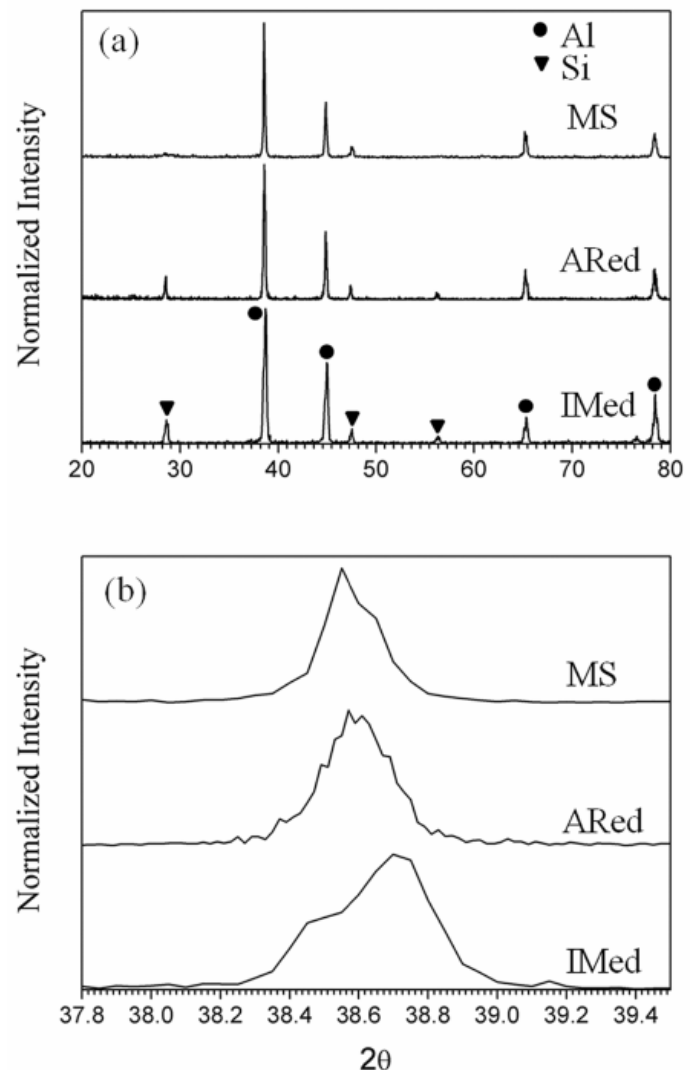 (a)
● Al
▼ Si
MS
ARed
IMed
Normalized Intensity
20 30 40 50 60 70 80
(b)
MS
ARed
IMed
Normalized Intensity
37.8 38.0 38.2 38.4 38.6 38.8 39.0 39.2 39.4
2θ